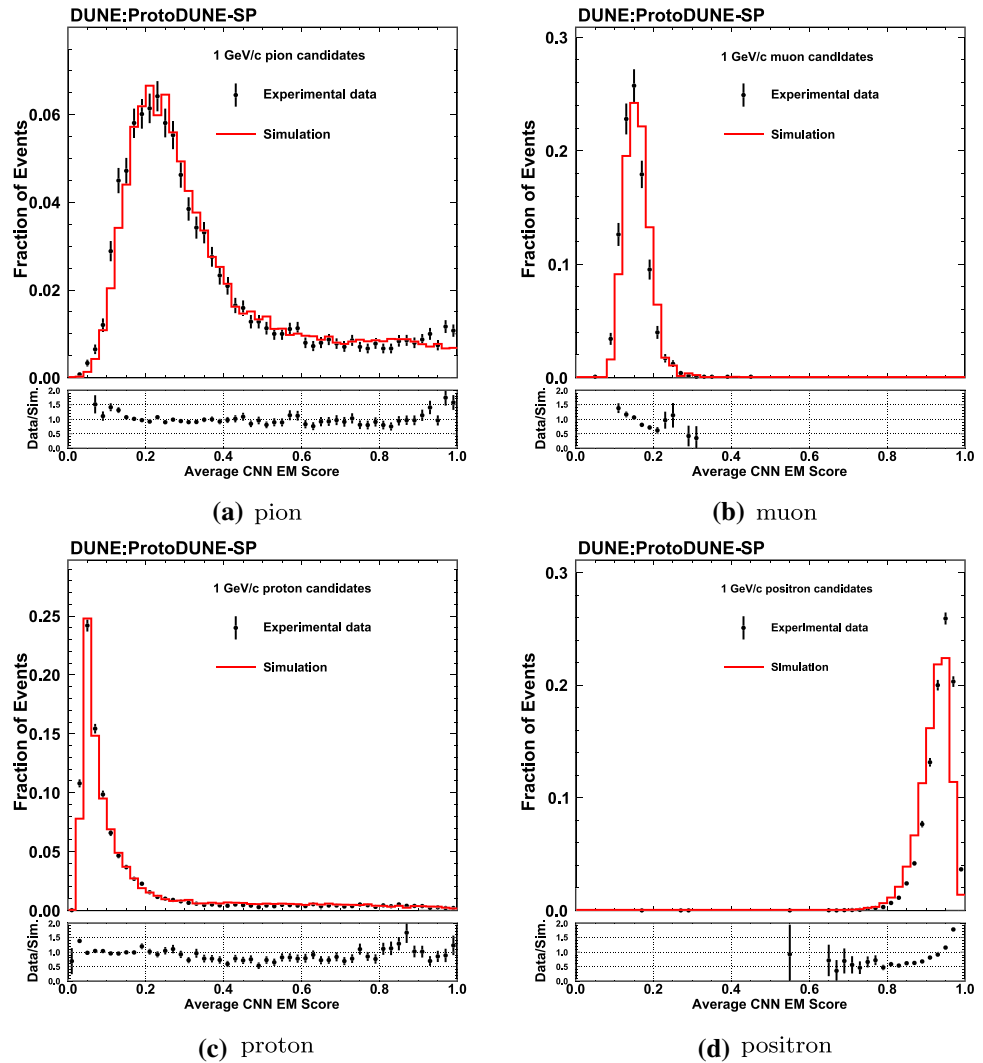 DUNE:ProtoDUNE-SP
1 GeV/c pion candidates
Experimental data
Simulation
Fraction of Events
0.06
0.04
0.02
0.00
Data/Sim.
2.0
1.5
1.0
0.5
0.0 0.2 0.4 0.6 0.8 1.0
Average CNN EM Score
(a) pion
DUNE:ProtoDUNE-SP
1 GeV/c muon candidates
Experimental data
Simulation
Fraction of Events
0.3
0.2
0.1
0.0
Data/Sim.
2.0
1.5
1.0
0.5
0.0 0.2 0.4 0.6 0.8 1.0
Average CNN EM Score
(b) muon
DUNE:ProtoDUNE-SP
1 GeV/c proton candidates
Experimental data
Simulation
Fraction of Events
0.25
0.20
0.15
0.10
0.05
0.00
Data/Sim.
2.0
1.5
1.0
0.5
0.0 0.2 0.4 0.6 0.8 1.0
Average CNN EM Score
(c) proton
DUNE:ProtoDUNE-SP
1 GeV/c positron candidates
Experimental data
Simulation
Fraction of Events
0.3
0.2
0.1
0.0
Data/Sim.
2.0
1.5
1.0
0.5
0.0 0.2 0.4 0.6 0.8 1.0
Average CNN EM Score
(d) positron